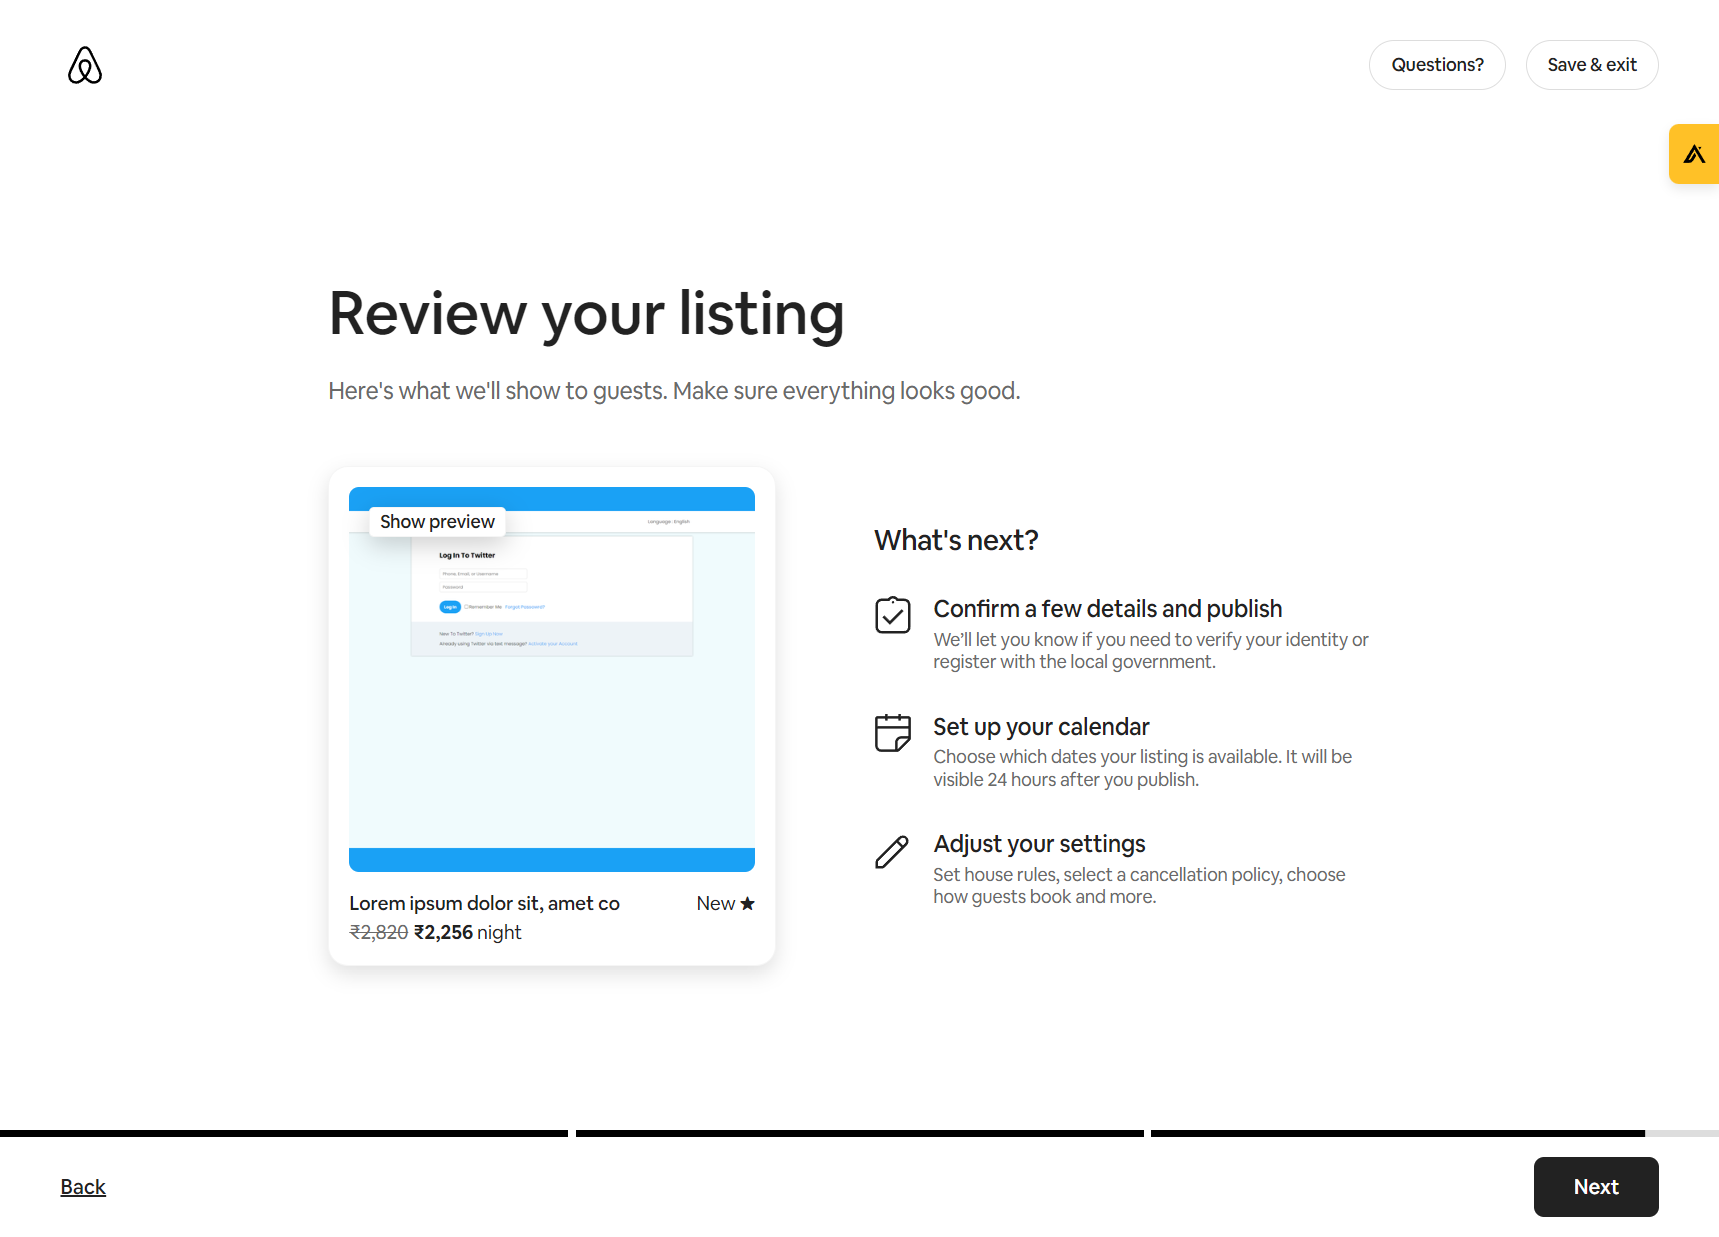 Questions?
Save & exit
Review your listing
Here's what we'll show to guests. Make sure everything looks good.
Show preview
Language : English
Log In To Twitter
Phone, Email, or Username
Password
Log in
Remember Me
Forgot Password?
New To Twitter? Sign Up Now
Already using Twitter via text message? Activate your Account
Lorem ipsum dolor sit, amet co
New
₹2,820 ₹2,256 night
What's next?
Confirm a few details and publish
We’ll let you know if you need to verify your identity or
register with the local government.
Set up your calendar
Choose which dates your listing is available. It will be
visible 24 hours after you publish.
Adjust your settings
Set house rules, select a cancellation policy, choose
how guests book and more.
Back
Next